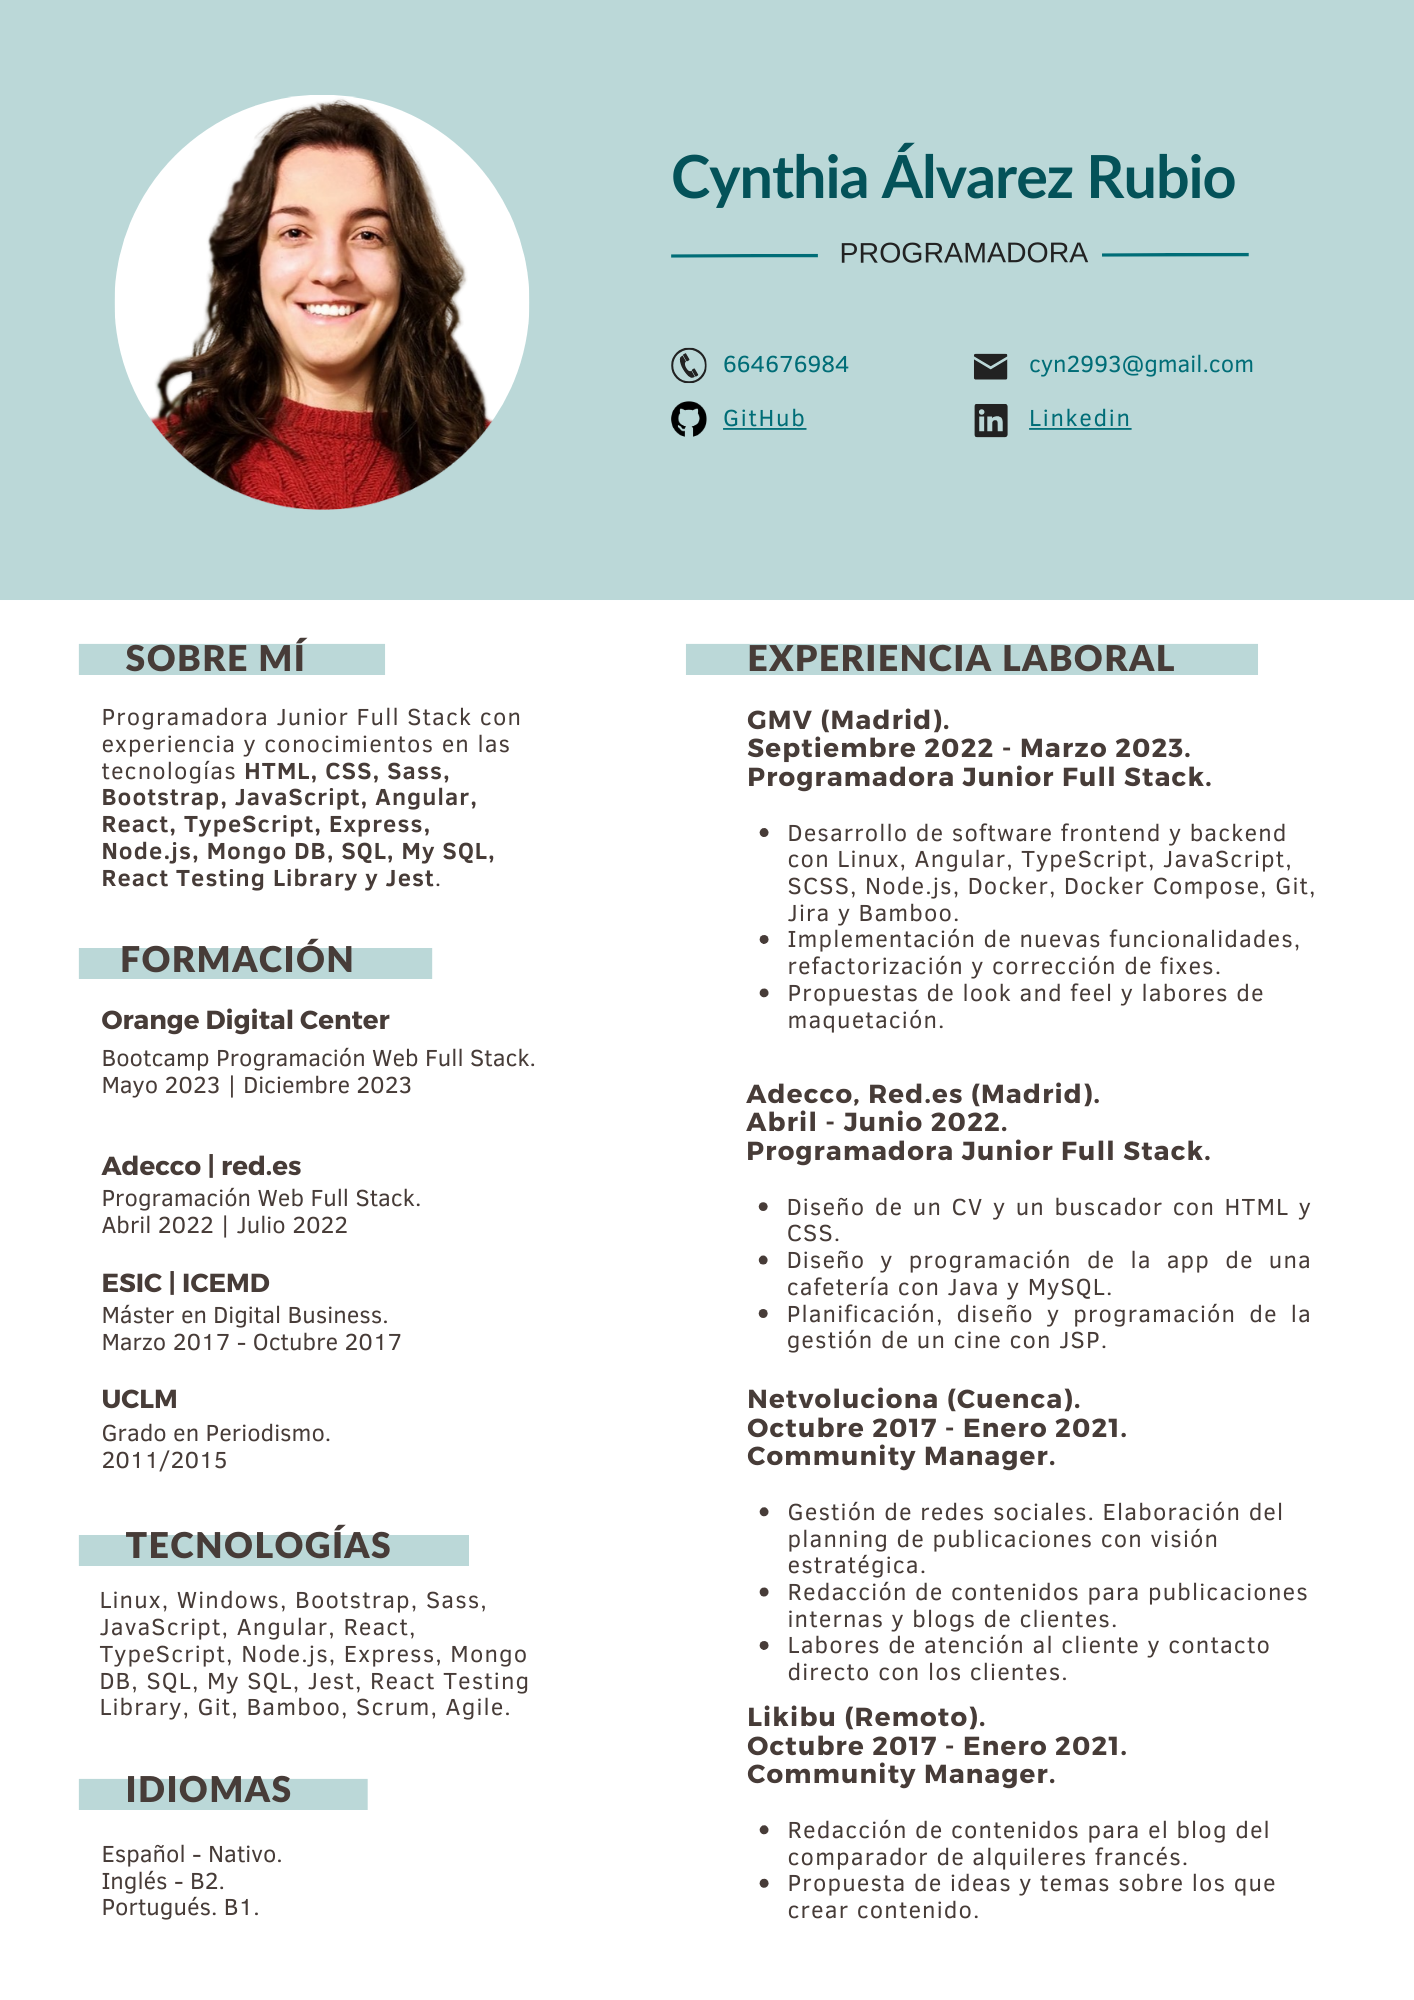 Cynthia Álvarez Rubio
PROGRAMADORA
664676984
cyn2993@gmail.com
GitHub
Linkedin
SOBRE MÍ
Programadora Junior Full Stack con
experiencia y conocimientos en las
tecnologías HTML, CSS, Sass,
Bootstrap, JavaScript, Angular,
React, TypeScript, Express,
Node.js, Mongo DB, SQL, My SQL,
React Testing Library y Jest.
FORMACIÓN
Orange Digital Center
Bootcamp Programación Web Full Stack.
Mayo 2023 | Diciembre 2023
Adecco | red.es
Programación Web Full Stack.
Abril 2022 | Julio 2022
ESIC | ICEMD
Máster en Digital Business.
Marzo 2017 - Octubre 2017
UCLM
Grado en Periodismo.
2011/2015
TECNOLOGÍAS
Linux, Windows, Bootstrap, Sass,
JavaScript, Angular, React,
TypeScript, Node.js, Express, Mongo
DB, SQL, My SQL, Jest, React Testing
Library, Git, Bamboo, Scrum, Agile.
IDIOMAS
Español - Nativo.
Inglés - B2.
Portugués. B1.
EXPERIENCIA LABORAL
GMV (Madrid).
Septiembre 2022 - Marzo 2023.
Programadora Junior Full Stack.
• Desarrollo de software frontend y backend
con Linux, Angular, TypeScript, JavaScript,
SCSS, Node.js, Docker, Docker Compose, Git,
Jira y Bamboo.
• Implementación de nuevas funcionalidades,
refactorización y corrección de fixes.
• Propuestas de look and feel y labores de
maquetación.
Adecco, Red.es (Madrid).
Abril - Junio 2022.
Programadora Junior Full Stack.
• Diseño de un CV y un buscador con HTML y
CSS.
• Diseño y programación de la app de una
cafetería con Java y MySQL.
• Planificación, diseño y programación de la
gestión de un cine con JSP.
Netvoluciona (Cuenca).
Octubre 2017 - Enero 2021.
Community Manager.
• Gestión de redes sociales. Elaboración del
planning de publicaciones con visión
estratégica.
• Redacción de contenidos para publicaciones
internas y blogs de clientes.
• Labores de atención al cliente y contacto
directo con los clientes.
Likibu (Remoto).
Octubre 2017 - Enero 2021.
Community Manager.
• Redacción de contenidos para el blog del
comparador de alquileres francés.
• Propuesta de ideas y temas sobre los que
crear contenido.